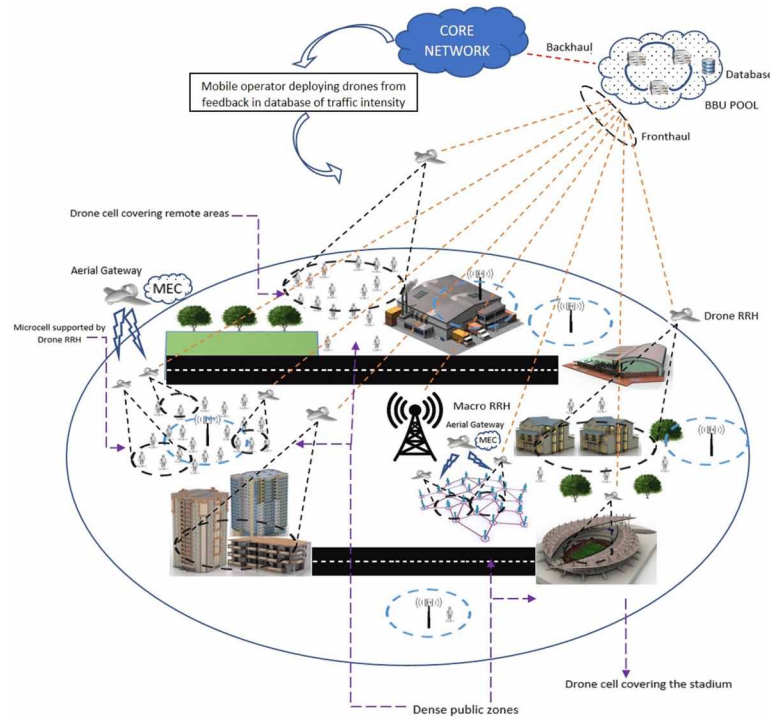 CORE
NETWORK
Backhaul
Database
BBU POOL
Mobile operator deploying drones from
feedback in database of traffic intensity
Fronthaul
Drone cell covering remote areas
Aerial Gateway
MEC
Microcell supported by
Drone RRH
Drone RRH
Macro RRH
Aerial Gateway
MEC
Drone cell covering the stadium
Dense public zones